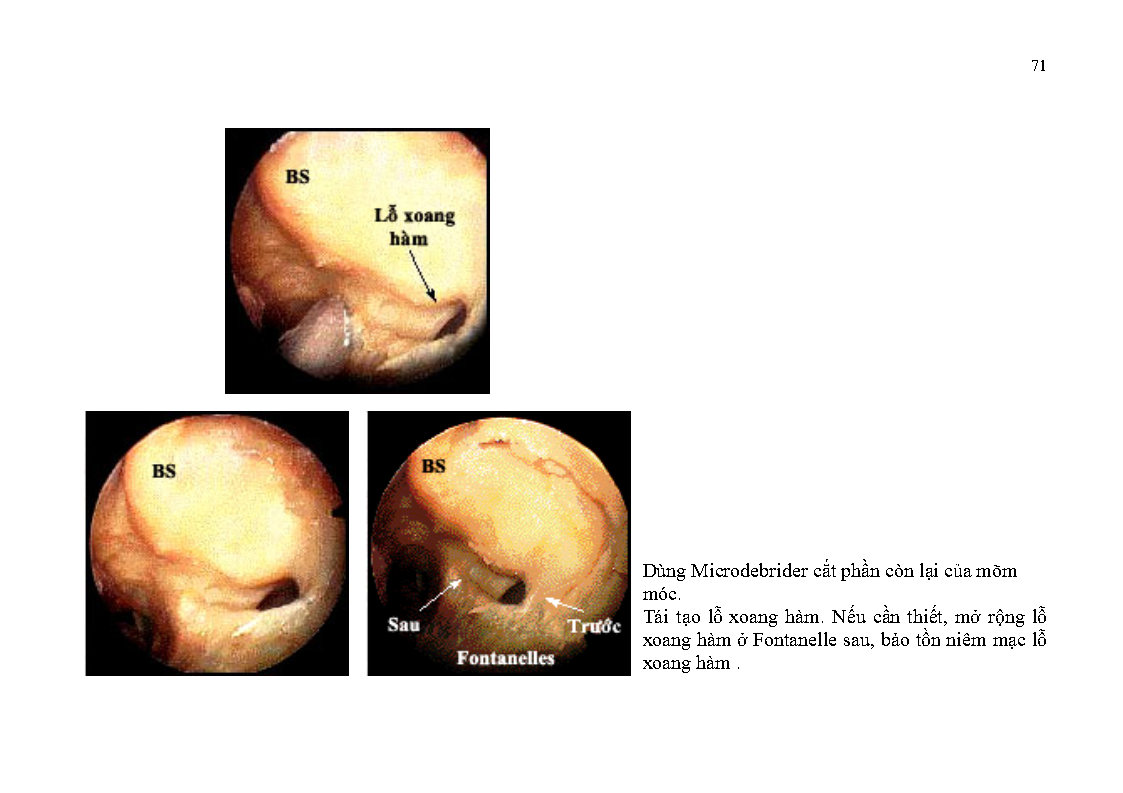 71
BS
Lỗ xoang
hàm
BS
BS
Sau
Trước
Fontanelles
Dùng Microdebrider cắt phần còn lại của mõm
móc.
Tái tạo lỗ xoang hàm. Nếu cần thiết, mở rộng lỗ
xoang hàm ở Fontanelle sau, bảo tồn niêm mạc lỗ
xoang hàm .